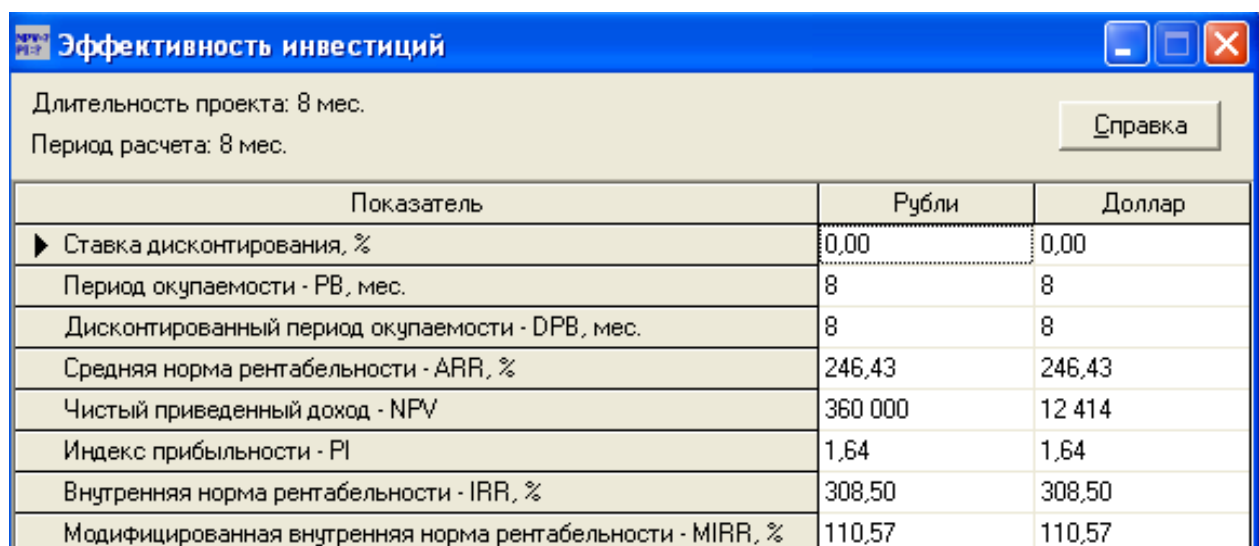 Эффективность инвестиций
Длительность проекта: 8 мес.
Справка
Период расчета: 8 мес.
Показатель Рубли Доллар
Ставка дисконтирования, % 0,00 0,00
Период окупаемости - PB, мес. 8 8
Дисконтированный период окупаемости - DPB, мес. 8 8
Средняя норма рентабельности - ARR, % 246,43 246,43
Чистый приведенный доход - NPV 360 000 12 414
Индекс прибыльности - PI 1,64 1,64
Внутренняя норма рентабельности - IRR, % 308,50 308,50
Модифицированная внутренняя норма рентабельности - MIRR, % 110,57 110,57